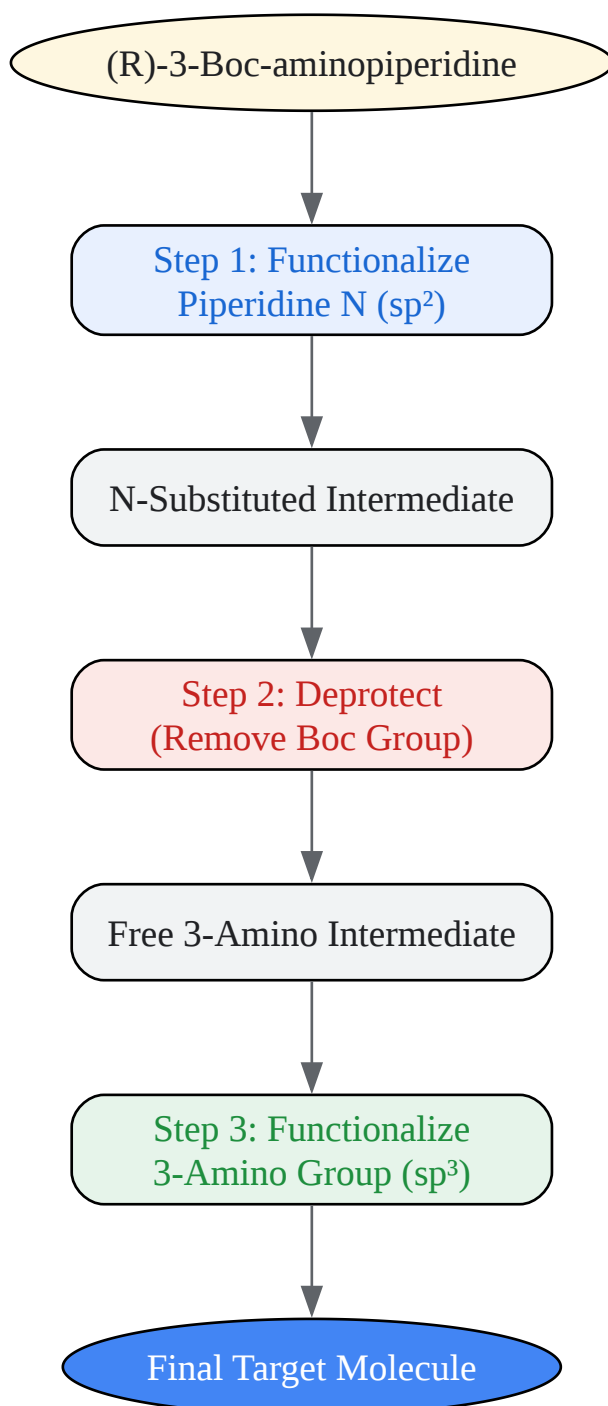 (R)-3-Boc-aminopiperidine
Step 1: Functionalize
Piperidine N (sp²)
N-Substituted Intermediate
Step 2: Deprotect
(Remove Boc Group)
Free 3-Amino Intermediate
Step 3: Functionalize
3-Amino Group (sp³)
Final Target Molecule